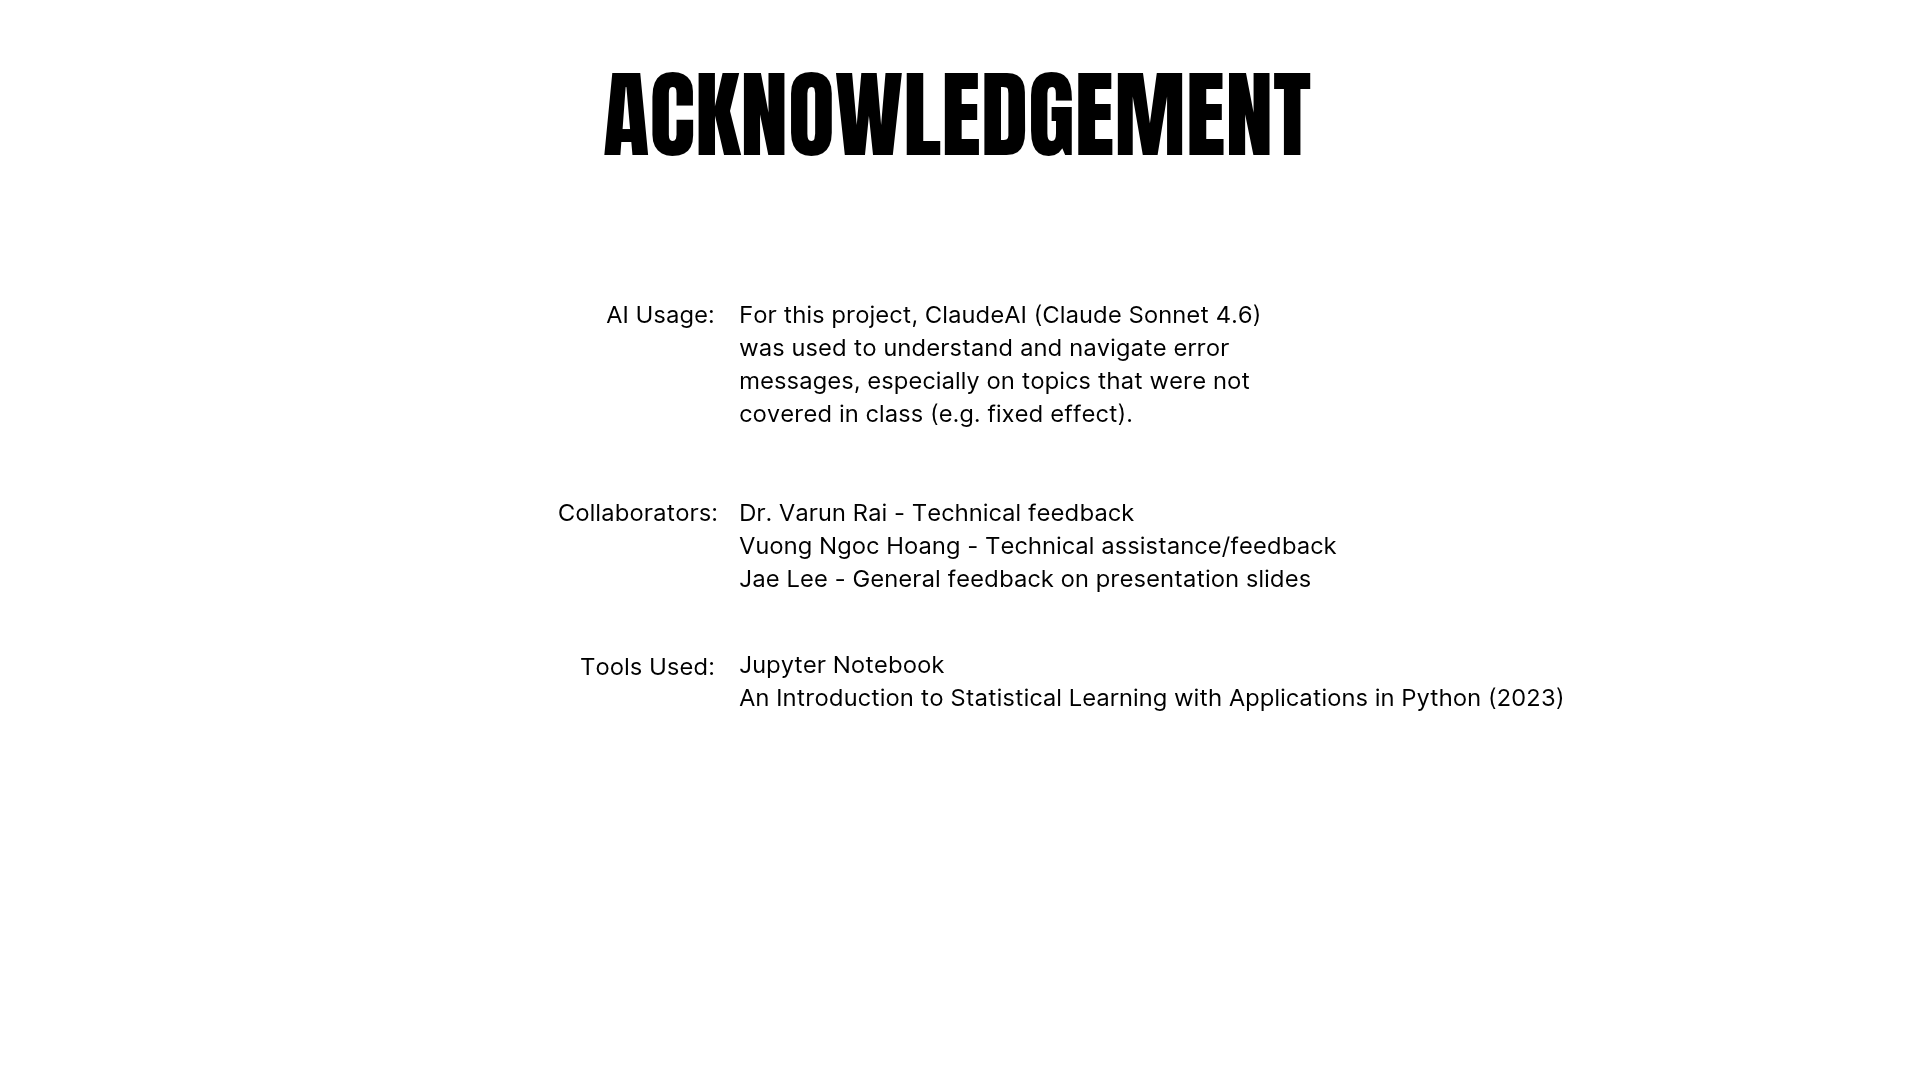 ACKNOWLEDGEMENT
AI Usage: For this project, ClaudeAI (Claude Sonnet 4.6)
was used to understand and navigate error
messages, especially on topics that were not
covered in class (e.g. fixed effect).
Collaborators: Dr. Varun Rai - Technical feedback
Vuong Ngoc Hoang - Technical assistance/feedback
Jae Lee - General feedback on presentation slides
Tools Used: Jupyter Notebook
An Introduction to Statistical Learning with Applications in Python (2023)